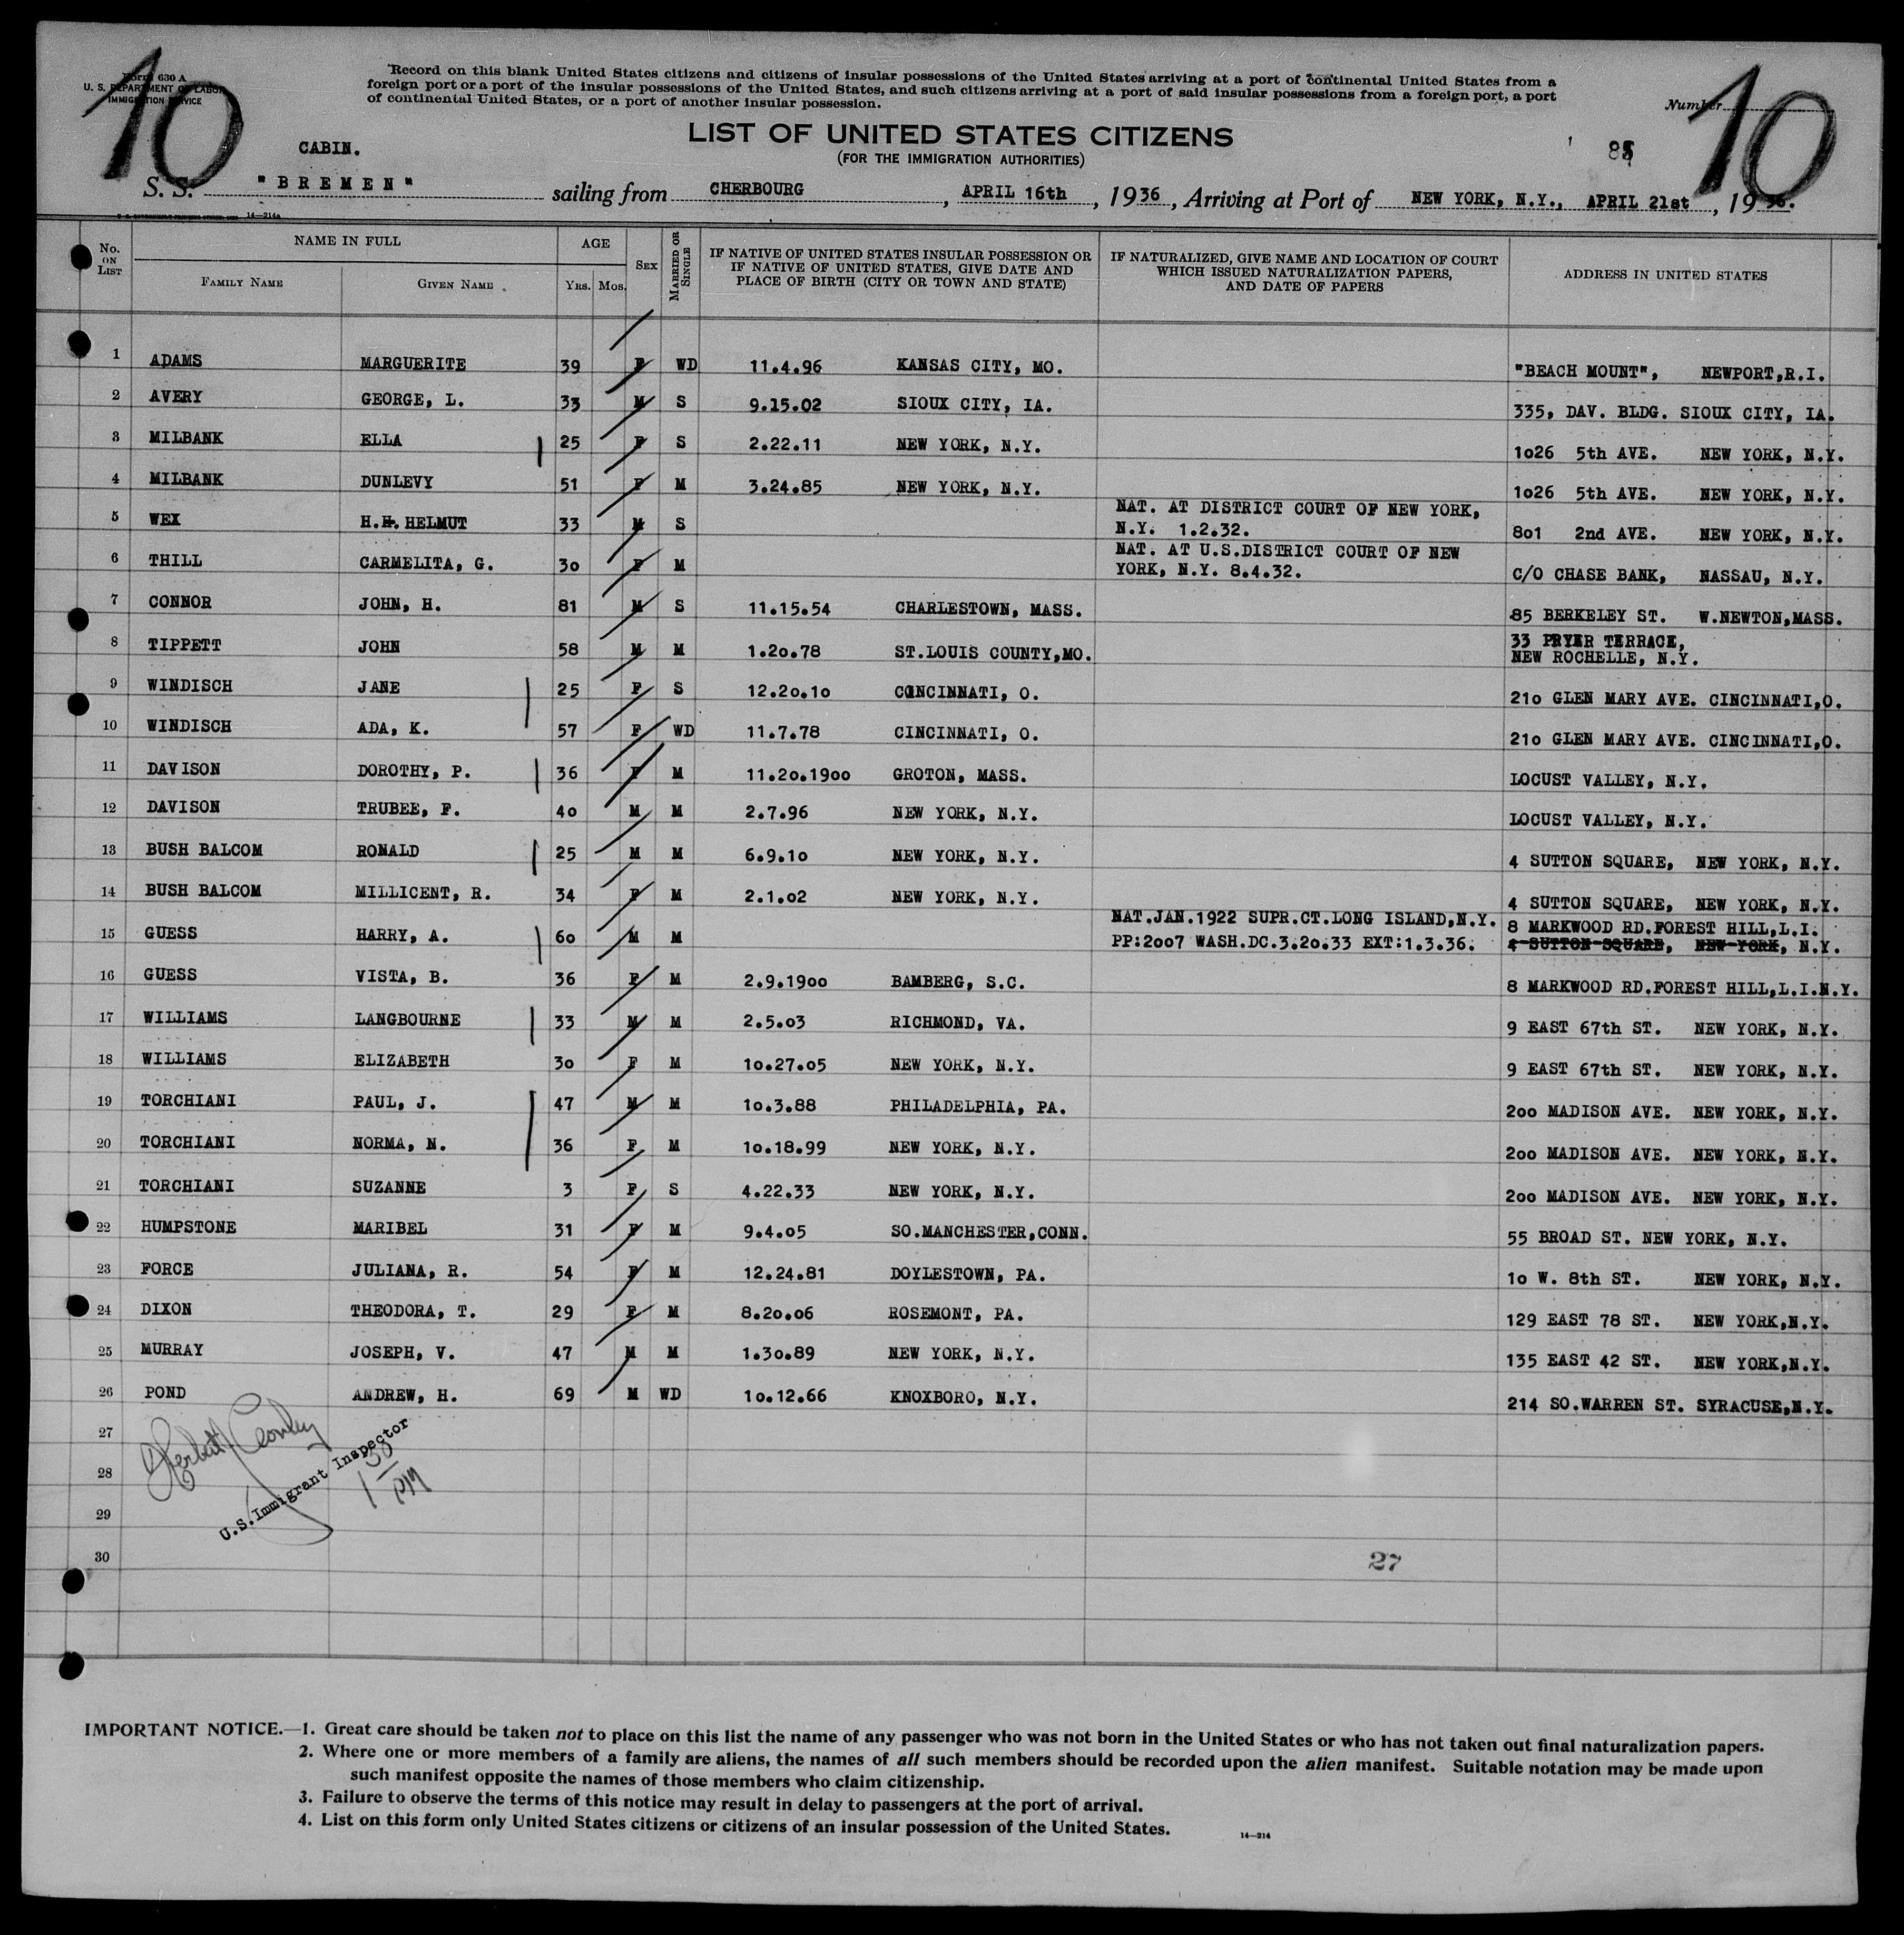 10
Form 630 A
U. S. DEPARTMENT OF LABOR
IMMIGRATION SERVICE
Record on this blank United States citizens and citizens of insular possessions of the United States arriving at a port of continental United States from a
foreign port or a port of the insular possessions of the United States, and such citizens arriving at a port of said insular possessions from a foreign port, a port
of continental United States, or a port of another insular possession.
Number
10
LIST OF UNITED STATES CITIZENS
(FOR THE IMMIGRATION AUTHORITIES)
CABIN.
S. S. "BREMEN" sailing from CHERBOURG, APRIL 16th, 1936, Arriving at Port of NEW YORK, N.Y., APRIL 21st, 1936.
14—214a
No. ON LIST NAME IN FULL FAMILY NAME GIVEN NAME AGE YRS. MOS. SEX MARRIED OR SINGLE IF NATIVE OF UNITED STATES INSULAR POSSESSION OR IF NATIVE OF UNITED STATES, GIVE DATE AND PLACE OF BIRTH (CITY OR TOWN AND STATE) IF NATURALIZED, GIVE NAME AND LOCATION OF COURT WHICH ISSUED NATURALIZATION PAPERS, AND DATE OF PAPERS ADDRESS IN UNITED STATES
1 ADAMS MARGUERITE 39 F WD 11.4.96 KANSAS CITY, MO. "BEACH MOUNT", NEWPORT,R.I.
2 AVERY GEORGE, L. 33 M S 9.15.02 SIOUX CITY, IA. 335, DAV. BLDG. SIOUX CITY, IA.
3 MILBANK ELLA 25 F S 2.22.11 NEW YORK, N.Y. 1026 5th AVE. NEW YORK, N.Y.
4 MILBANK DUNLEVY 51 F M 3.24.85 NEW YORK, N.Y. 1026 5th AVE. NEW YORK, N.Y.
5 WEX H.H. HELMUT 33 M S NAT. AT DISTRICT COURT OF NEW YORK,
N.Y. 1.2.32. 801 2nd AVE. NEW YORK, N.Y.
6 THILL CARMELITA, G. 30 F M NAT. AT U.S.DISTRICT COURT OF NEW
YORK, N.Y. 8.4.32. C/O CHASE BANK, NASSAU, N.Y.
7 CONNOR JOHN, H. 81 M S 11.15.54 CHARLESTOWN, MASS. 85 BERKELEY ST. W.NEWTON,MASS.
8 TIPPETT JOHN 58 M M 1.20.78 ST.LOUIS COUNTY,MO. 33 PRYER TERRACE,
NEW ROCHELLE, N.Y.
9 WINDISCH JANE 25 F S 12.20.10 CINCINNATI, O. 210 GLEN MARY AVE. CINCINNATI,O.
10 WINDISCH ADA, K. 57 F WD 11.7.78 CINCINNATI, O. 210 GLEN MARY AVE. CINCINNATI,O.
11 DAVISON DOROTHY, P. 36 F M 11.20.1900 GROTON, MASS. LOCUST VALLEY, N.Y.
12 DAVISON TRUBEE, F. 40 M M 2.7.96 NEW YORK, N.Y. LOCUST VALLEY, N.Y.
13 BUSH BALCOM RONALD 25 M M 6.9.10 NEW YORK, N.Y. 4 SUTTON SQUARE, NEW YORK, N.Y.
14 BUSH BALCOM MILLICENT, R. 34 F M 2.1.02 NEW YORK, N.Y. 4 SUTTON SQUARE, NEW YORK, N.Y.
15 GUESS HARRY, A. 60 M M NAT.JAN.1922 SUPR.CT.LONG ISLAND,N.Y. 8 MARKWOOD RD.FOREST HILL,L.I.
PP:2007 WASH.DC.3.20.33 EXT:1.3.36. 4 SUTTON SQUARE, NEW YORK, N.Y.
16 GUESS VISTA, B. 36 F M 2.9.1900 BAMBERG, S.C. 8 MARKWOOD RD.FOREST HILL,L.I.N.Y.
17 WILLIAMS LANGBOURNE 33 M M 2.5.03 RICHMOND, VA. 9 EAST 67th ST. NEW YORK, N.Y.
18 WILLIAMS ELIZABETH 30 F M 10.27.05 NEW YORK, N.Y. 9 EAST 67th ST. NEW YORK, N.Y.
19 TORCHIANI PAUL, J. 47 M M 10.3.88 PHILADELPHIA, PA. 200 MADISON AVE. NEW YORK, N.Y.
20 TORCHIANI NORMA, N. 36 F M 10.18.99 NEW YORK, N.Y. 200 MADISON AVE. NEW YORK, N.Y.
21 TORCHIANI SUZANNE 3 F S 4.22.33 NEW YORK, N.Y. 200 MADISON AVE. NEW YORK, N.Y.
22 HUMPSTONE MARIBEL 31 F M 9.4.05 SO.MANCHESTER,CONN. 55 BROAD ST. NEW YORK, N.Y.
23 FORCE JULIANA, R. 54 F M 12.24.81 DOYLESTOWN, PA. 10 W. 8th ST. NEW YORK, N.Y.
24 DIXON THEODORA, T. 29 F M 8.20.06 ROSEMONT, PA. 129 EAST 78 ST. NEW YORK,N.Y.
25 MURRAY JOSEPH, V. 47 M M 1.30.89 NEW YORK, N.Y. 135 EAST 42 ST. NEW YORK,N.Y.
26 POND ANDREW, H. 69 M WD 10.12.66 KNOXBORO, N.Y. 214 SO.WARREN ST. SYRACUSE,N.Y.
27
28
29
30
U.S.Immigrant Inspector
1 30 PM
27
IMPORTANT NOTICE.—1. Great care should be taken not to place on this list the name of any passenger who was not born in the United States or who has not taken out final naturalization papers.
2. Where one or more members of a family are aliens, the names of all such members should be recorded upon the alien manifest. Suitable notation may be made upon
such manifest opposite the names of those members who claim citizenship.
3. Failure to observe the terms of this notice may result in delay to passengers at the port of arrival.
4. List on this form only United States citizens or citizens of an insular possession of the United States.
14—214